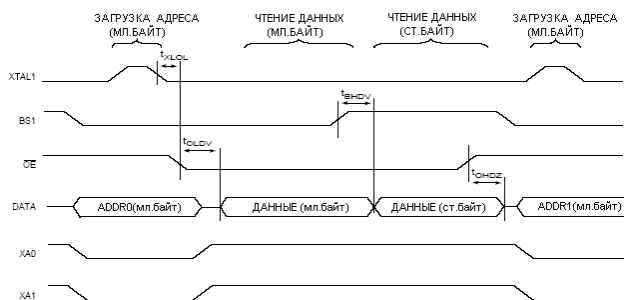 ЗАГРУЗКА АДРЕСА
(МЛ.БАЙТ)
ЧТЕНИЕ ДАННЫХ
(МЛ.БАЙТ)
ЧТЕНИЕ ДАННЫХ
(СТ.БАЙТ)
ЗАГРУЗКА АДРЕСА
(МЛ.БАЙТ)
tXLOL
XTAL1
tBHDV
BS1
tOLDV
OE
tOHDZ
DATA
ADDR0(мл.байт)
ДАННЫЕ (мл.байт)
ДАННЫЕ (ст.байт)
ADDR1(мл.байт)
XA0
XA1